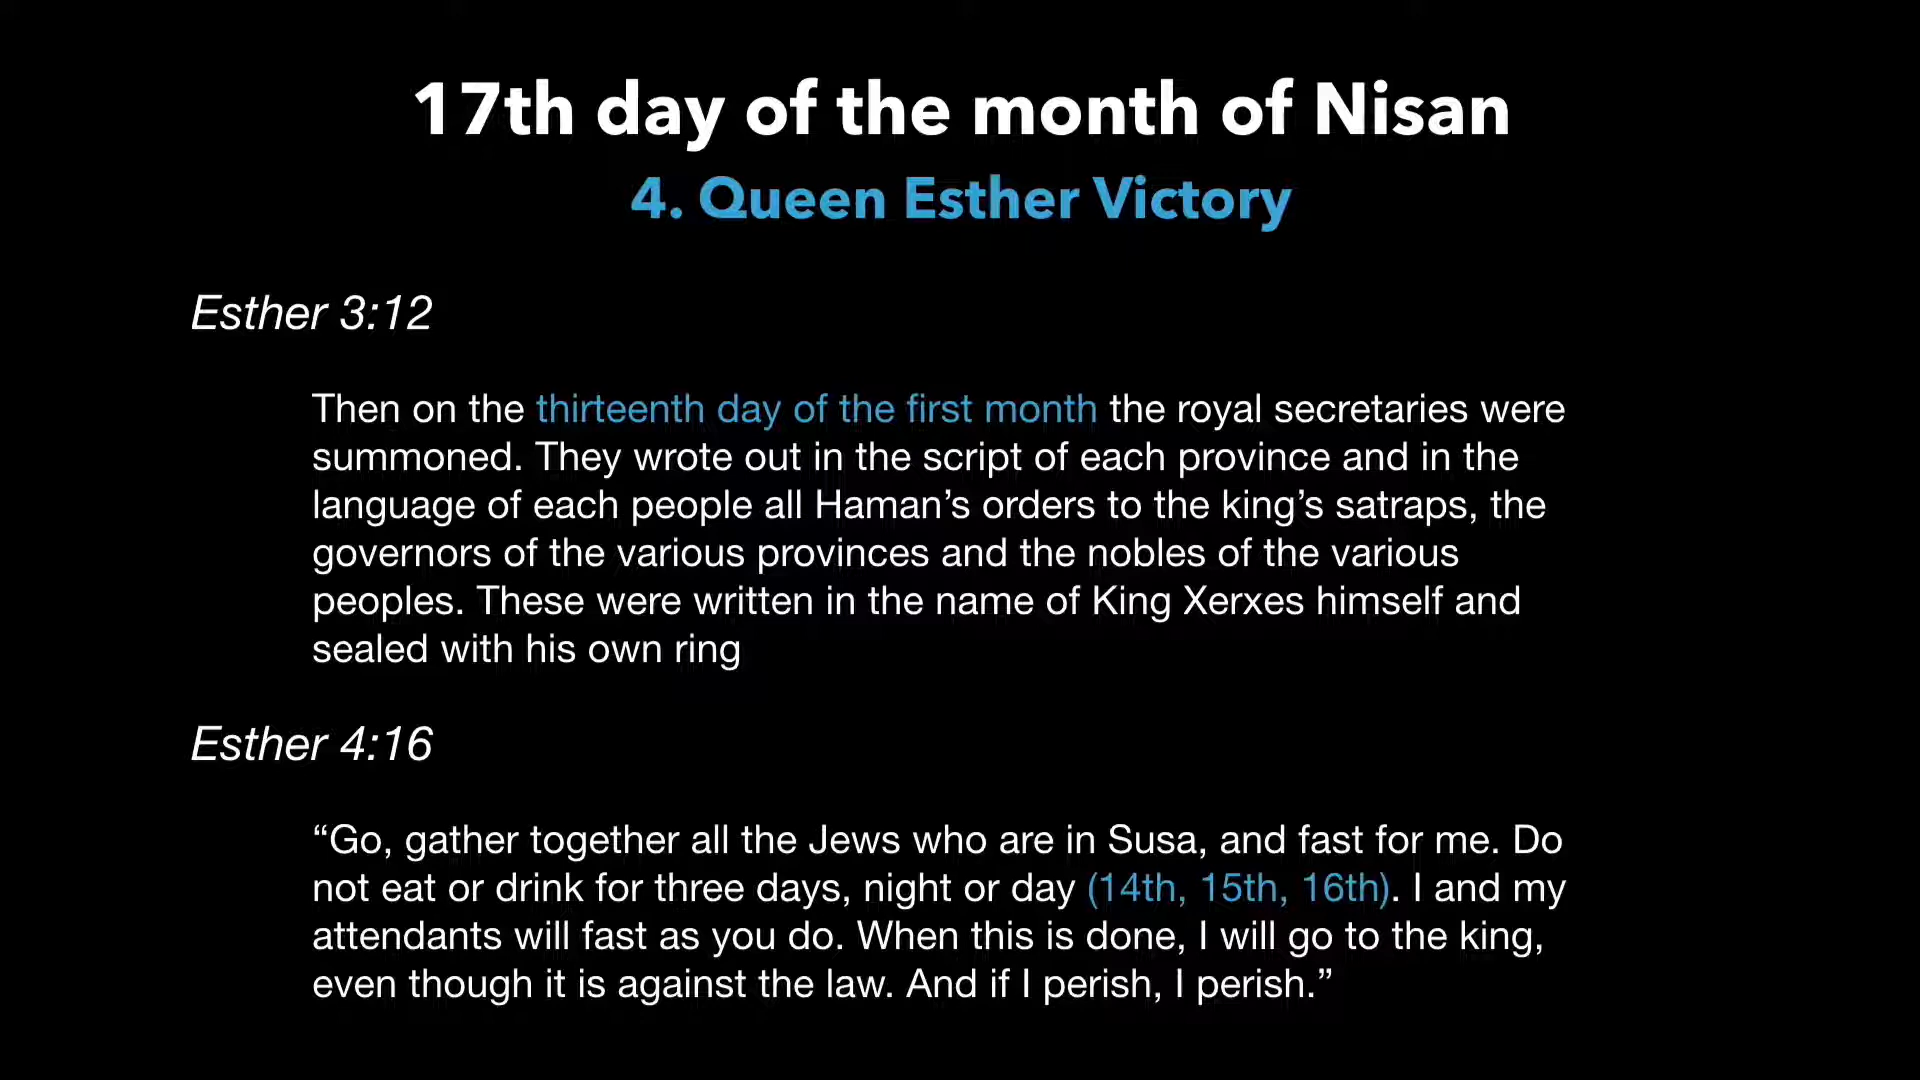 17th day of the month of Nisan
4. Queen Esther Victory
Esther 3:12
Then on the thirteenth day of the first month the royal secretaries were
summoned. They wrote out in the script of each province and in the
language of each people all Haman’s orders to the king’s satraps, the
governors of the various provinces and the nobles of the various
peoples. These were written in the name of King Xerxes himself and
sealed with his own ring
Esther 4:16
“Go, gather together all the Jews who are in Susa, and fast for me. Do
not eat or drink for three days, night or day (14th, 15th, 16th). I and my
attendants will fast as you do. When this is done, I will go to the king,
even though it is against the law. And if I perish, I perish.”